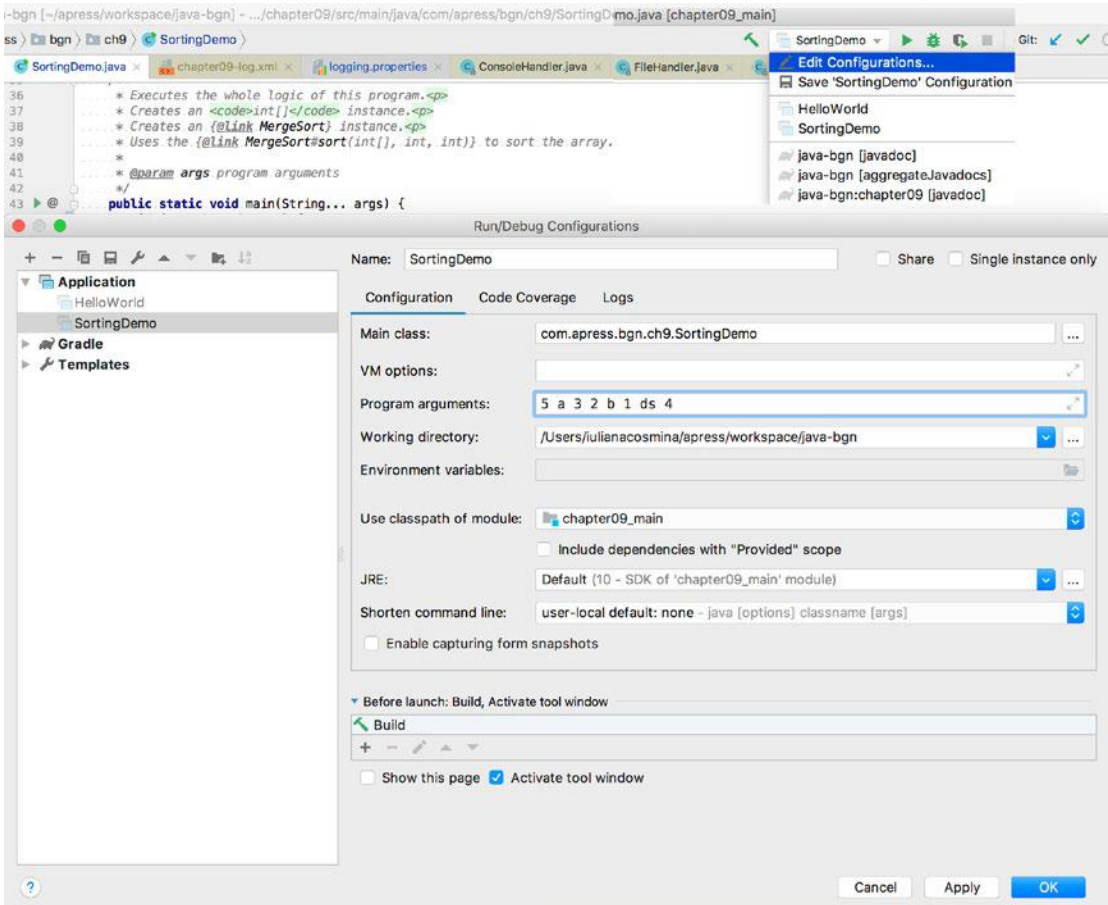 -bgn [~/apress/workspace/java-bgn] - .../chapter09/src/main/java/com/apress/bgn/ch9/SortingDemo.java [chapter09_main]
ss bgn ch9 SortingDemo
SortingDemo Git:
SortingDemo.java chapter09-log.xml logging.properties ConsoleHandler.java FileHandler.java
Edit Configurations...
Save 'SortingDemo' Configuration
HelloWorld
SortingDemo
java-bgn [javadoc]
java-bgn [aggregateJavadocs]
java-bgn:chapter09 [javadoc]
36 * Executes the whole logic of this program.<p>
37 * Creates an <code>int[]</code> instance.<p>
38 * Creates an {@link MergeSort} instance.<p>
39 * Uses the {@link MergeSort#sort(int[], int, int)} to sort the array.
40 *
41 * @param args program arguments
42 */
43 @ public static void main(String... args) {
Run/Debug Configurations
Application
HelloWorld
SortingDemo
Gradle
Templates
Name: SortingDemo Share Single instance only
Configuration Code Coverage Logs
Main class: com.apress.bgn.ch9.SortingDemo ...
VM options:
Program arguments: 5 a 3 2 b 1 ds 4
Working directory: /Users/iulianacosmina/apress/workspace/java-bgn ...
Environment variables:
Use classpath of module: chapter09_main
Include dependencies with "Provided" scope
JRE: Default (10 - SDK of 'chapter09_main' module) ...
Shorten command line: user-local default: none - java [options] classname [args]
Enable capturing form snapshots
Before launch: Build, Activate tool window
Build
Show this page Activate tool window
? Cancel Apply OK